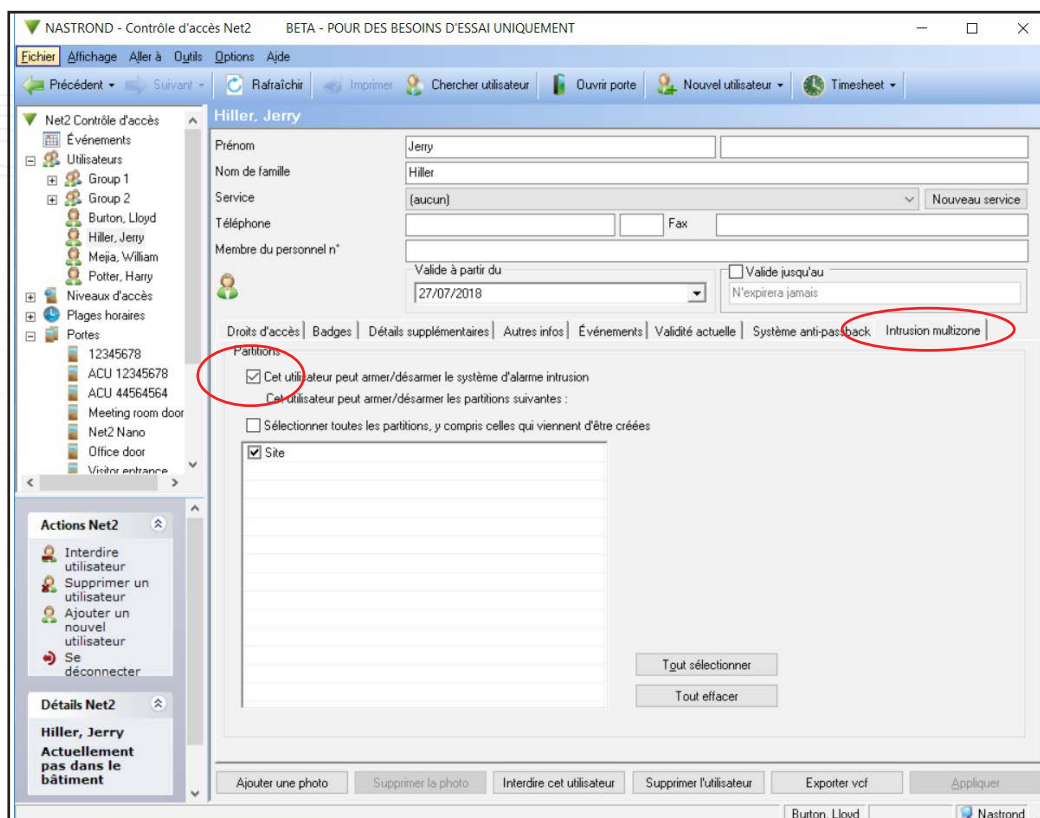 NASTROND - Contrôle d'accès Net2 BETA - POUR DES BESOINS D'ESSAI UNIQUEMENT
Fichier Affichage Aller à Outils Options Aide
Précédent Suivant Rafraîchir Imprimer Chercher utilisateur Ouvrir porte Nouvel utilisateur Timesheet
Net2 Contrôle d'accès
Événements
Utilisateurs
Group 1
Group 2
Burton, Lloyd
Hiller, Jerry
Mejia, William
Potter, Harry
Niveaux d'accès
Plages horaires
Portes
12345678
ACU 12345678
ACU 44564564
Meeting room door
Net2 Nano
Office door
Visitor entrance
Actions Net2
Interdire
utilisateur
Supprimer un
utilisateur
Ajouter un
nouvel
utilisateur
Se
déconnecter
Détails Net2
Hiller, Jerry
Actuellement
pas dans le
bâtiment
Hiller, Jerry
Prénom Jerry
Nom de famille Hiller
Service (aucun) Nouveau service
Téléphone Fax
Membre du personnel n°
Valide à partir du Valide jusqu'au
27/07/2018 N'expirera jamais
Droits d'accès Badges Détails supplémentaires Autres infos Événements Validité actuelle Système anti-passback Intrusion multizone
Partitions
Cet utilisateur peut armer/désarmer le système d'alarme intrusion
Cet utilisateur peut armer/désarmer les partitions suivantes :
Sélectionner toutes les partitions, y compris celles qui viennent d'être créées
Site
Tout sélectionner
Tout effacer
Ajouter une photo Supprimer la photo Interdire cet utilisateur Supprimer l'utilisateur Exporter vcf Appliquer
Burton, Lloyd Nastrond